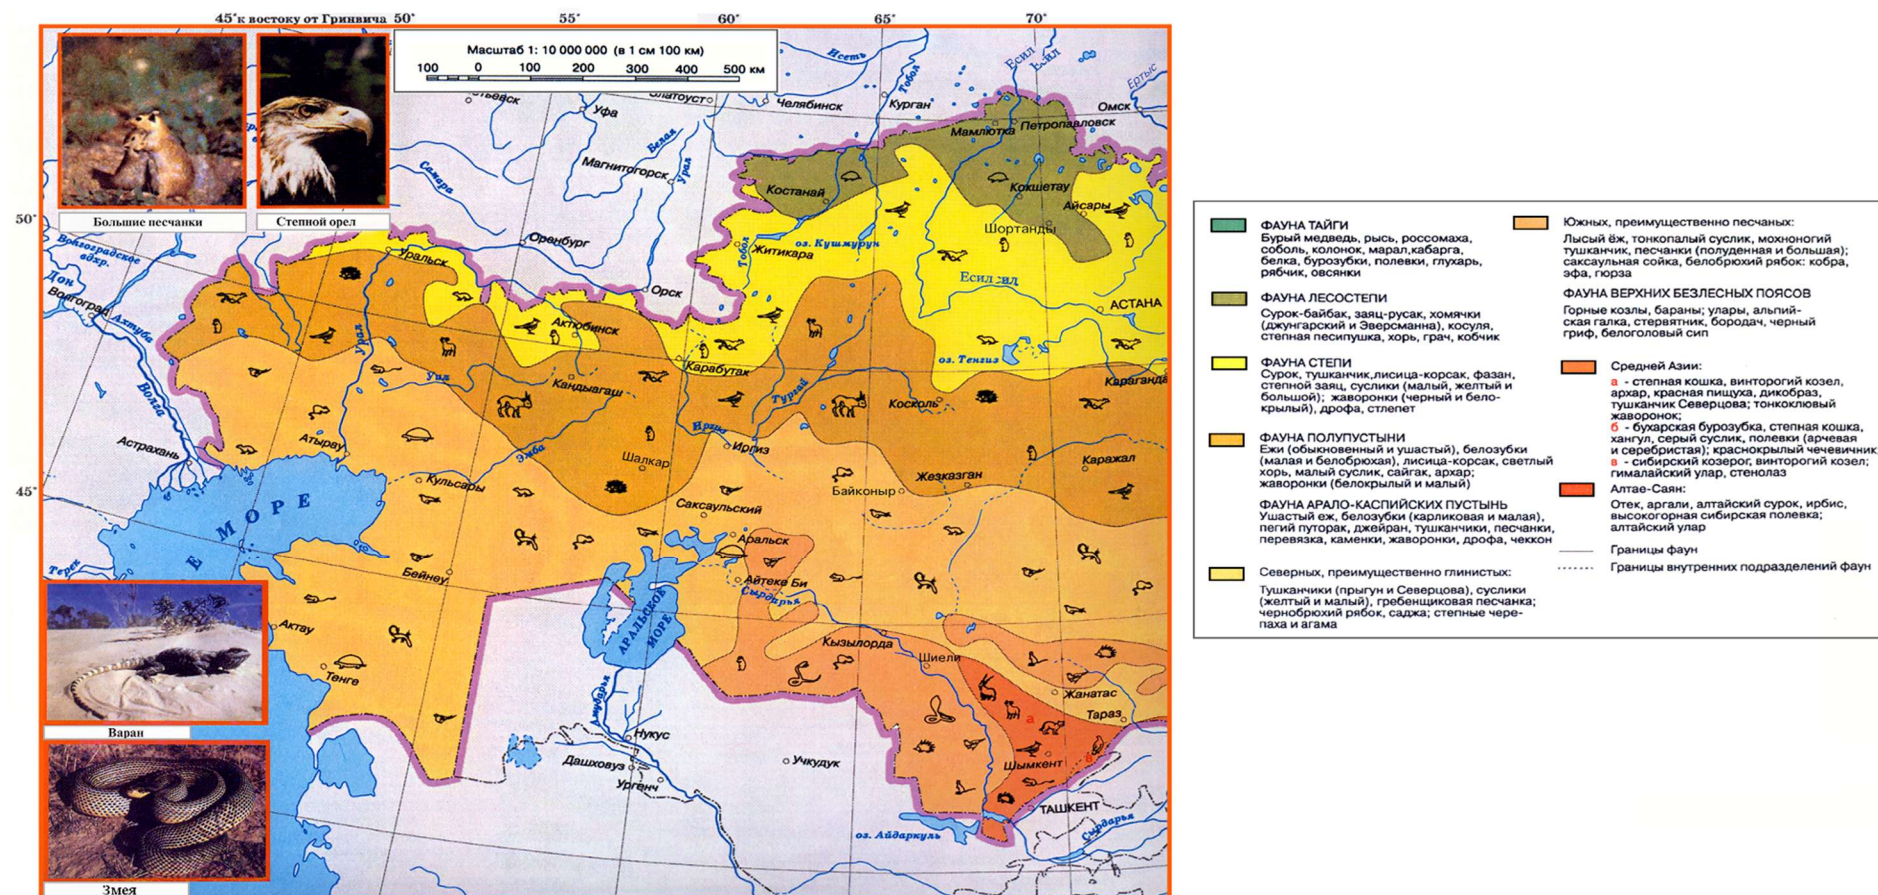 45°к востоку от Гринвича 50° 55° 60° 65° 70°
Масштаб 1: 10 000 000 (в 1 см 100 км)
100 0 100 200 300 400 500 км
Большие песчанки
Степной орел
50°
45°
Исеть
Тобол
Есил
Есил
Ертыс
Златоуст
Челябинск
Курган
Омск
Уфа
Белая
Урал
Магнитогорск
Самара
Мамлютка
Петропавловск
Костанай
Кокшетау
Айсары
Шортанды
Волгоградское
вдхр.
Оренбург
Тобол
Житикара
оз. Кушмурун
Уральск
Дон
Волгоград
Ахтуба
Орск
Есил
АСТАНА
Актюбинск
Урал
оз. Тенгиз
Карабутак
Караганда
Уил
Кандыагаш
Тургай
Косколь
Волга
Иргиз
Иргиз
Астрахань
Атырау
Эмба
Шалкар
Каражал
Кульсары
Байконыр
Жезказган
Саксаульский
Е МОРЕ
Аральск
Терек
Бейнеу
Айтеке Би
Сырдарья
АРАЛЬСКОЕ
МОРЕ
Актау
Кызылорда
Шиели
Тенге
Жанатас
Тараз
а
Амударья
Нукус
в
Варан
Дашховуз
Учкудук
Шымкент
Ургенч
ТАШКЕНТ
оз. Айдаркуль
Сырдарья
Змея
ФАУНА ТАЙГИ
Бурый медведь, рысь, россомаха,
соболь, колонок, марал,кабарга,
белка, бурозубки, полевки, глухарь,
рябчик, овсянки
ФАУНА ЛЕСОСТЕПИ
Сурок-байбак, заяц-русак, хомячки
(джунгарский и Эверсманна), косуля,
степная песипушка, хорь, грач, кобчик
ФАУНА СТЕПИ
Сурок, тушканчик,лисица-корсак, фазан,
степной заяц, суслики (малый, желтый и
большой); жаворонки (черный и бело-
крылый), дрофа, стлепет
ФАУНА ПОЛУПУСТЫНИ
Ежи (обыкновенный и ушастый), белозубки
(малая и белобрюхая), лисица-корсак, светлый
хорь, малый суслик, сайгак, архар;
жаворонки (белокрылый и малый)
ФАУНА АРАЛО-КАСПИЙСКИХ ПУСТЫНЬ
Ушастый еж, белозубки (карликовая и малая),
пегий путорак, джейран, тушканчики, песчанки,
перевязка, каменки, жаворонки, дрофа, чеккон
Северных, преимущественно глинистых:
Тушканчики (прыгун и Северцова), суслики
(желтый и малый), гребенщиковая песчанка;
чернобрюхий рябок, саджа; степные чере-
паха и агама
Южных, преимущественно песчаных:
Лысый ёж, тонкопалый суслик, мохноногий
тушканчик, песчанки (полуденная и большая);
саксаульная сойка, белобрюхий рябок: кобра,
эфа, гюрза
ФАУНА ВЕРХНИХ БЕЗЛЕСНЫХ ПОЯСОВ
Горные козлы, бараны; улары, альпий-
ская галка, стервятник, бородач, черный
гриф, белоголовый сип
Средней Азии:
а - степная кошка, винторогий козел,
архар, красная пищуха, дикобраз,
тушканчик Северцова; тонкоклювый
жаворонок;
б - бухарская бурозубка, степная кошка,
хангул, серый суслик, полевки (арчевая
и серебристая); краснокрылый чечевичник;
в - сибирский козерог, винторогий козел;
гималайский улар, стенолаз
Алтае-Саян:
Отек, аргали, алтайский сурок, ирбис,
высокогорная сибирская полевка;
алтайский улар
Границы фаун
Границы внутренних подразделений фаун